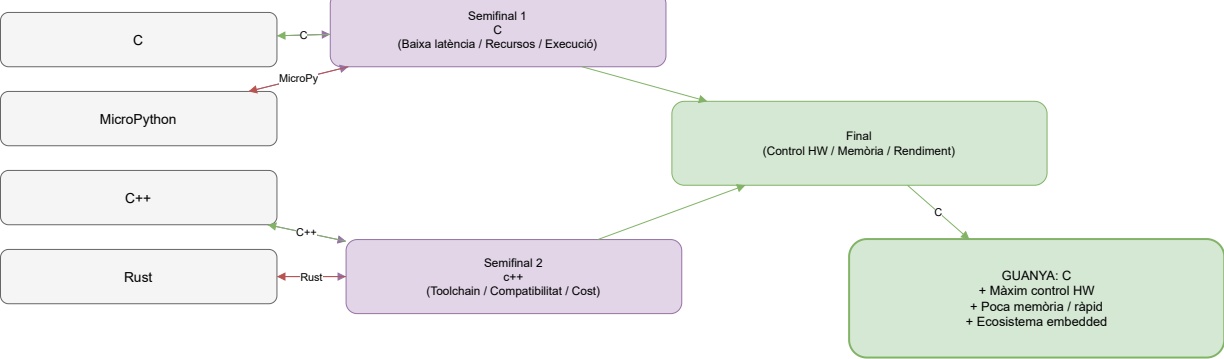 C
C
Semifinal 1
C
(Baixa latència / Recursos / Execució)
MicroPy
MicroPython
Final
(Control HW / Memòria / Rendiment)
C++
C++
Semifinal 2
c++
(Toolchain / Compatibilitat / Cost)
Rust
Rust
C
GUANYA: C
+ Màxim control HW
+ Poca memòria / ràpid
+ Ecosistema embedded